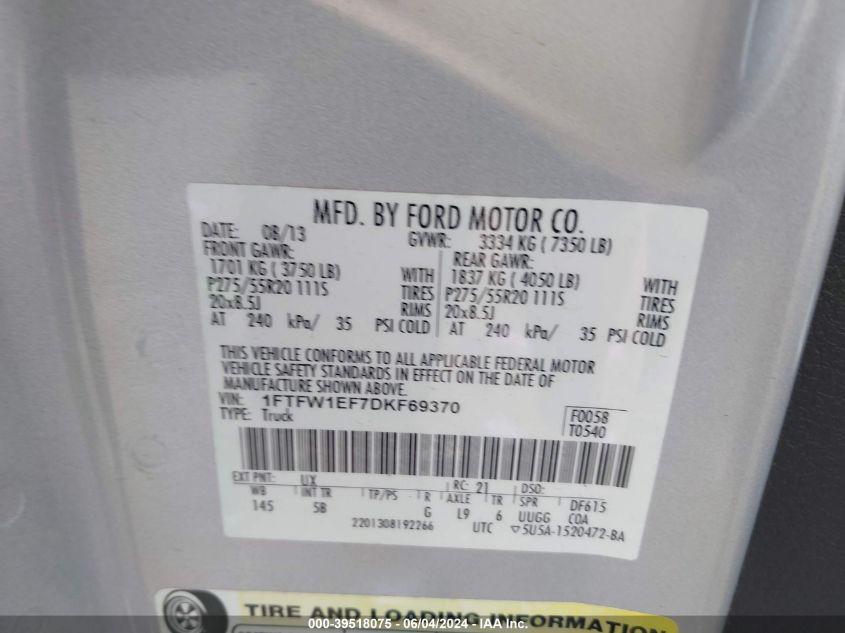 MFD. BY FORD MOTOR CO.
DATE: 08/13 GVWR: 3334 KG ( 7350 LB)
FRONT GAWR: REAR GAWR:
1701 KG ( 3750 LB) WITH 1837 KG ( 4050 LB) WITH
P275/55R20 111S TIRES P275/55R20 111S TIRES
20x8.5J RIMS 20x8.5J RIMS
AT 240 kPa/ 35 PSI COLD AT 240 kPa/ 35 PSI COLD
THIS VEHICLE CONFORMS TO ALL APPLICABLE FEDERAL MOTOR
VEHICLE SAFETY STANDARDS IN EFFECT ON THE DATE OF
MANUFACTURE SHOWN ABOVE.
VIN: 1FTFW1EF7DKF69370 F0058
TYPE: Truck T0540
EXT PNT: UX RC: 21 DSO:
WB INT TR TP/PS R AXLE TR SPR DF615
145 5B G L9 6 UUGG COA
2201308192266 UTC ▽5U5A-1520472-BA
TIRE AND LOADING INFORMATION
000-39518075 - 06/04/2024 - IAA Inc.